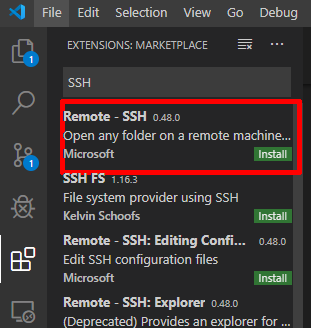 File Edit Selection View Go Debug
EXTENSIONS: MARKETPLACE
SSH
Remote - SSH 0.48.0
Open any folder on a remote machine...
Microsoft Install
SSH FS 1.16.3
File system provider using SSH
Kelvin Schoofs Install
Remote - SSH: Editing Confi... 0.48.0
Edit SSH configuration files
Microsoft Install
Remote - SSH: Explorer 0.48.0
(Deprecated) Provides an explorer for ...
1
1